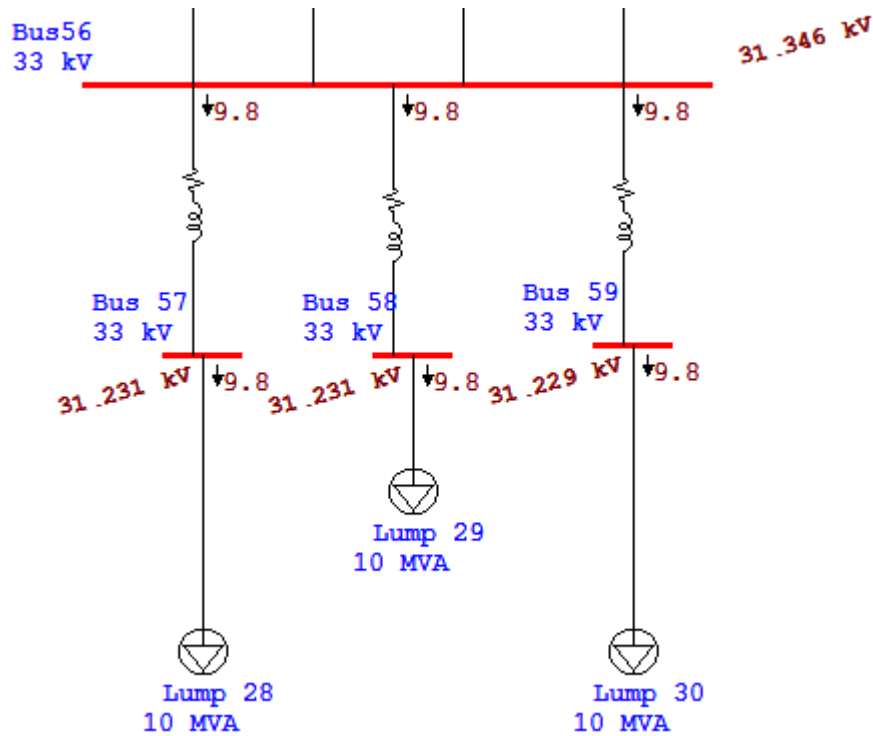 Bus56
33 kV
31.346 kV
9.8
9.8
9.8
Bus 57
33 kV
Bus 58
33 kV
Bus 59
33 kV
31.231 kV
9.8
31.231 kV
9.8
31.229 kV
9.8
Lump 29
10 MVA
Lump 28
10 MVA
Lump 30
10 MVA